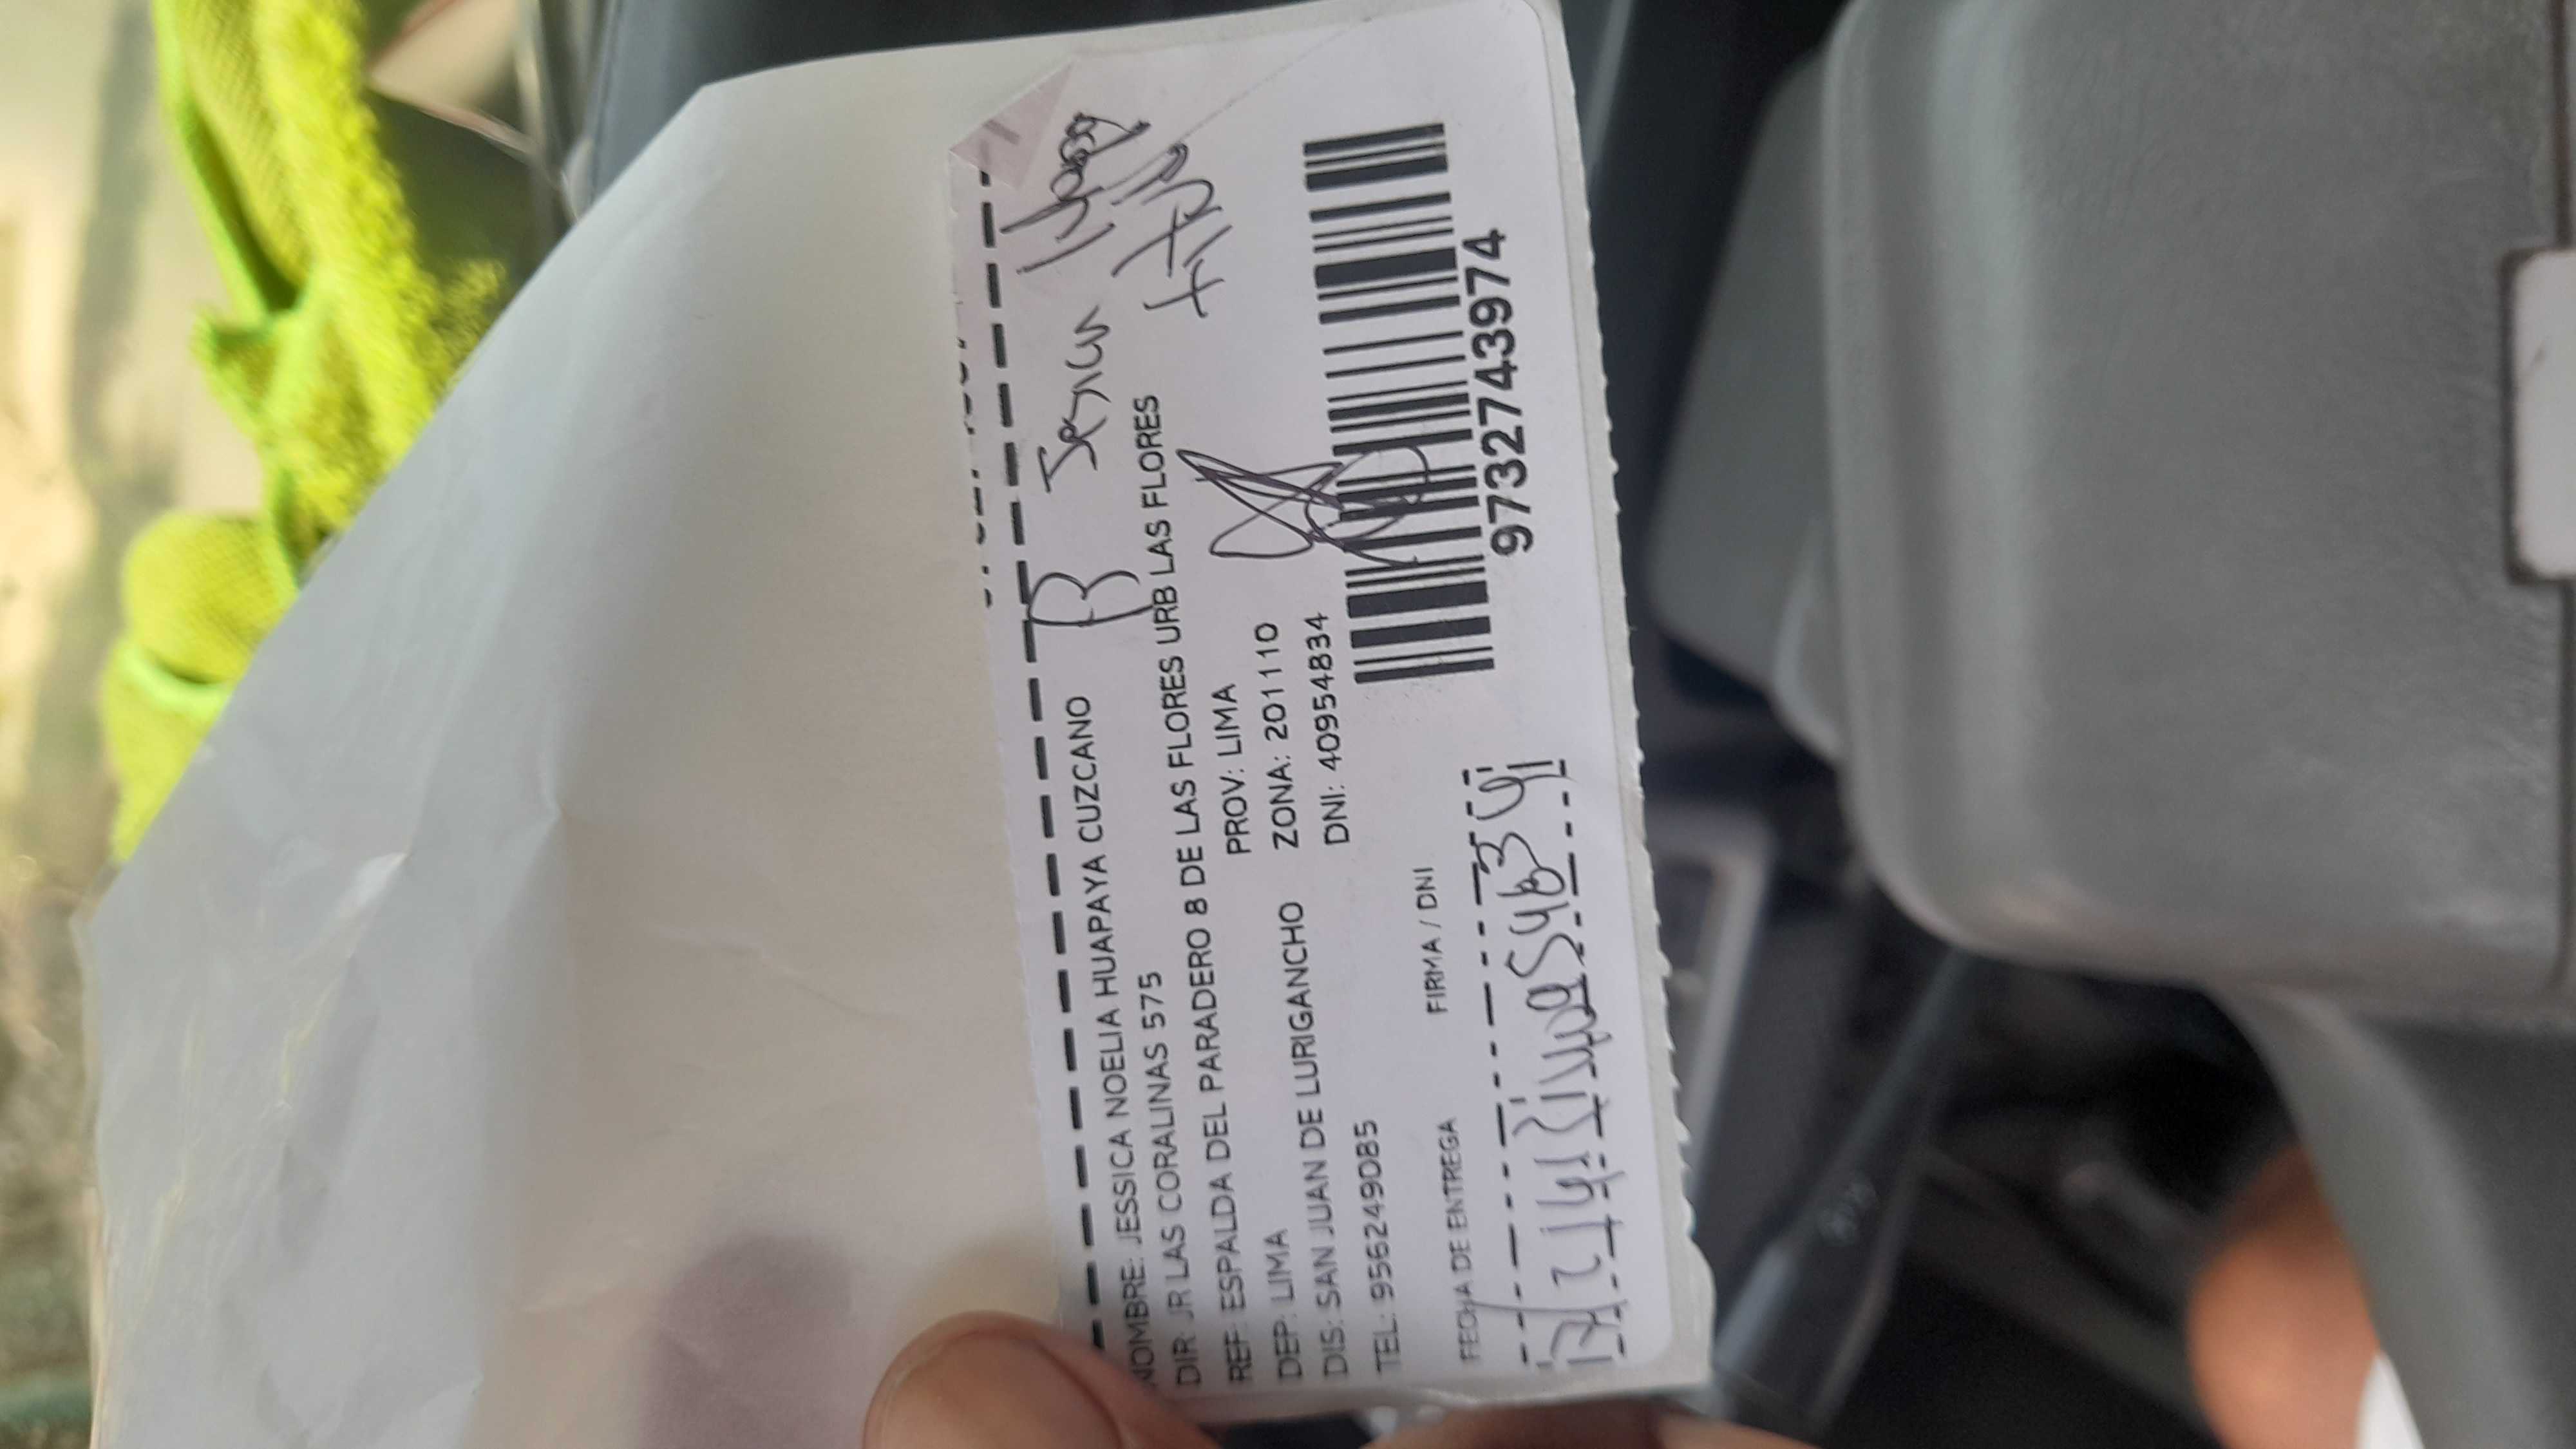 NOMBRE: JESSICA NOELIA HUAPAYA CUZCANO
DIR JR LAS CORALINAS 575
REF: ESPALDA DEL PARADERO 8 DE LAS FLORES URB LAS FLORES
DEP: LIMA PROV: LIMA
DIS: SAN JUAN DE LURIGANCHO ZONA: 201110
TEL: 956249085 DNI: 40954834
FECHA DE ENTREGA FIRMA / DNI
9732743974